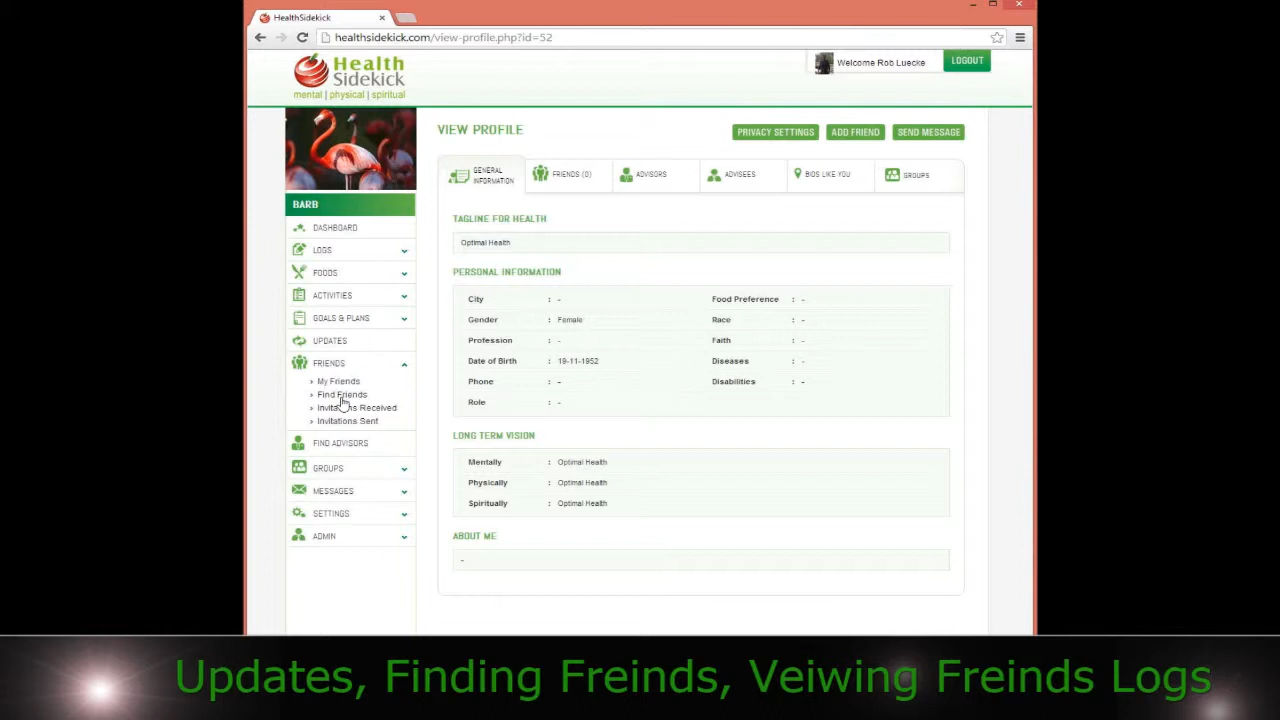 HealthSidekick
healthsidekick.com/view-profile.php?id=52
Health
Sidekick
mental | physical | spiritual
Welcome Rob Luecke
LOGOUT
VIEW PROFILE
PRIVACY SETTINGS
ADD FRIEND
SEND MESSAGE
GENERAL
INFORMATION
FRIENDS (0)
ADVISORS
ADVISEES
BIOS LIKE YOU
GROUPS
BARB
DASHBOARD
LOGS
FOODS
ACTIVITIES
GOALS & PLANS
UPDATES
FRIENDS
My Friends
Find Friends
Invitations Received
Invitations Sent
FIND ADVISORS
GROUPS
MESSAGES
SETTINGS
ADMIN
TAGLINE FOR HEALTH
Optimal Health
PERSONAL INFORMATION
City : - Food Preference : -
Gender : Female Race : -
Profession : - Faith : -
Date of Birth : 19-11-1952 Diseases : -
Phone : - Disabilities : -
Role : -
LONG TERM VISION
Mentally : Optimal Health
Physically : Optimal Health
Spiritually : Optimal Health
ABOUT ME
-
Updates, Finding Freinds, Veiwing Freinds Logs